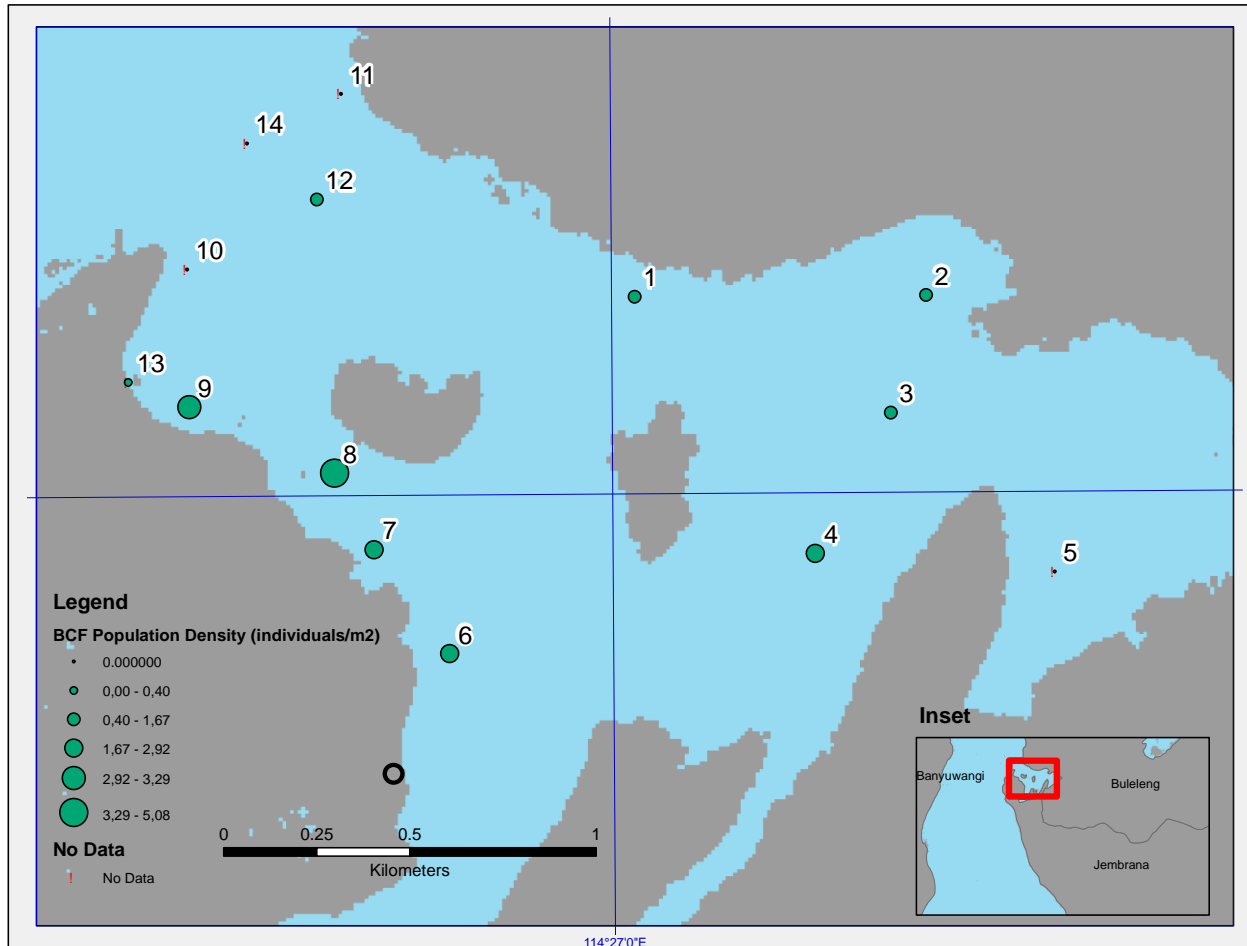 11
14
12
10
1
2
13
9
3
8
7
4
5
6
Legend
BCF Population Density (individuals/m2)
0.000000
0,00 - 0,40
0,40 - 1,67
1,67 - 2,92
2,92 - 3,29
3,29 - 5,08
No Data
! No Data
0 0.25 0.5 1
Kilometers
Inset
Banyuwangi
Buleleng
Jembrana
114°27'0"E